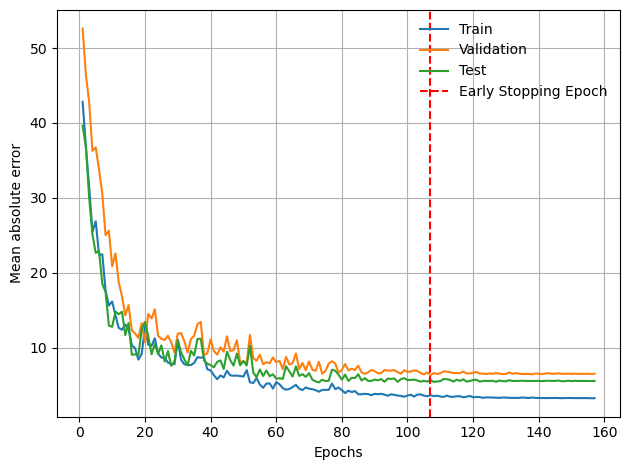 Mean absolute error
50
40
30
20
10
Train
Validation
Test
Early Stopping Epoch
0 20 40 60 80 100 120 140 160
Epochs